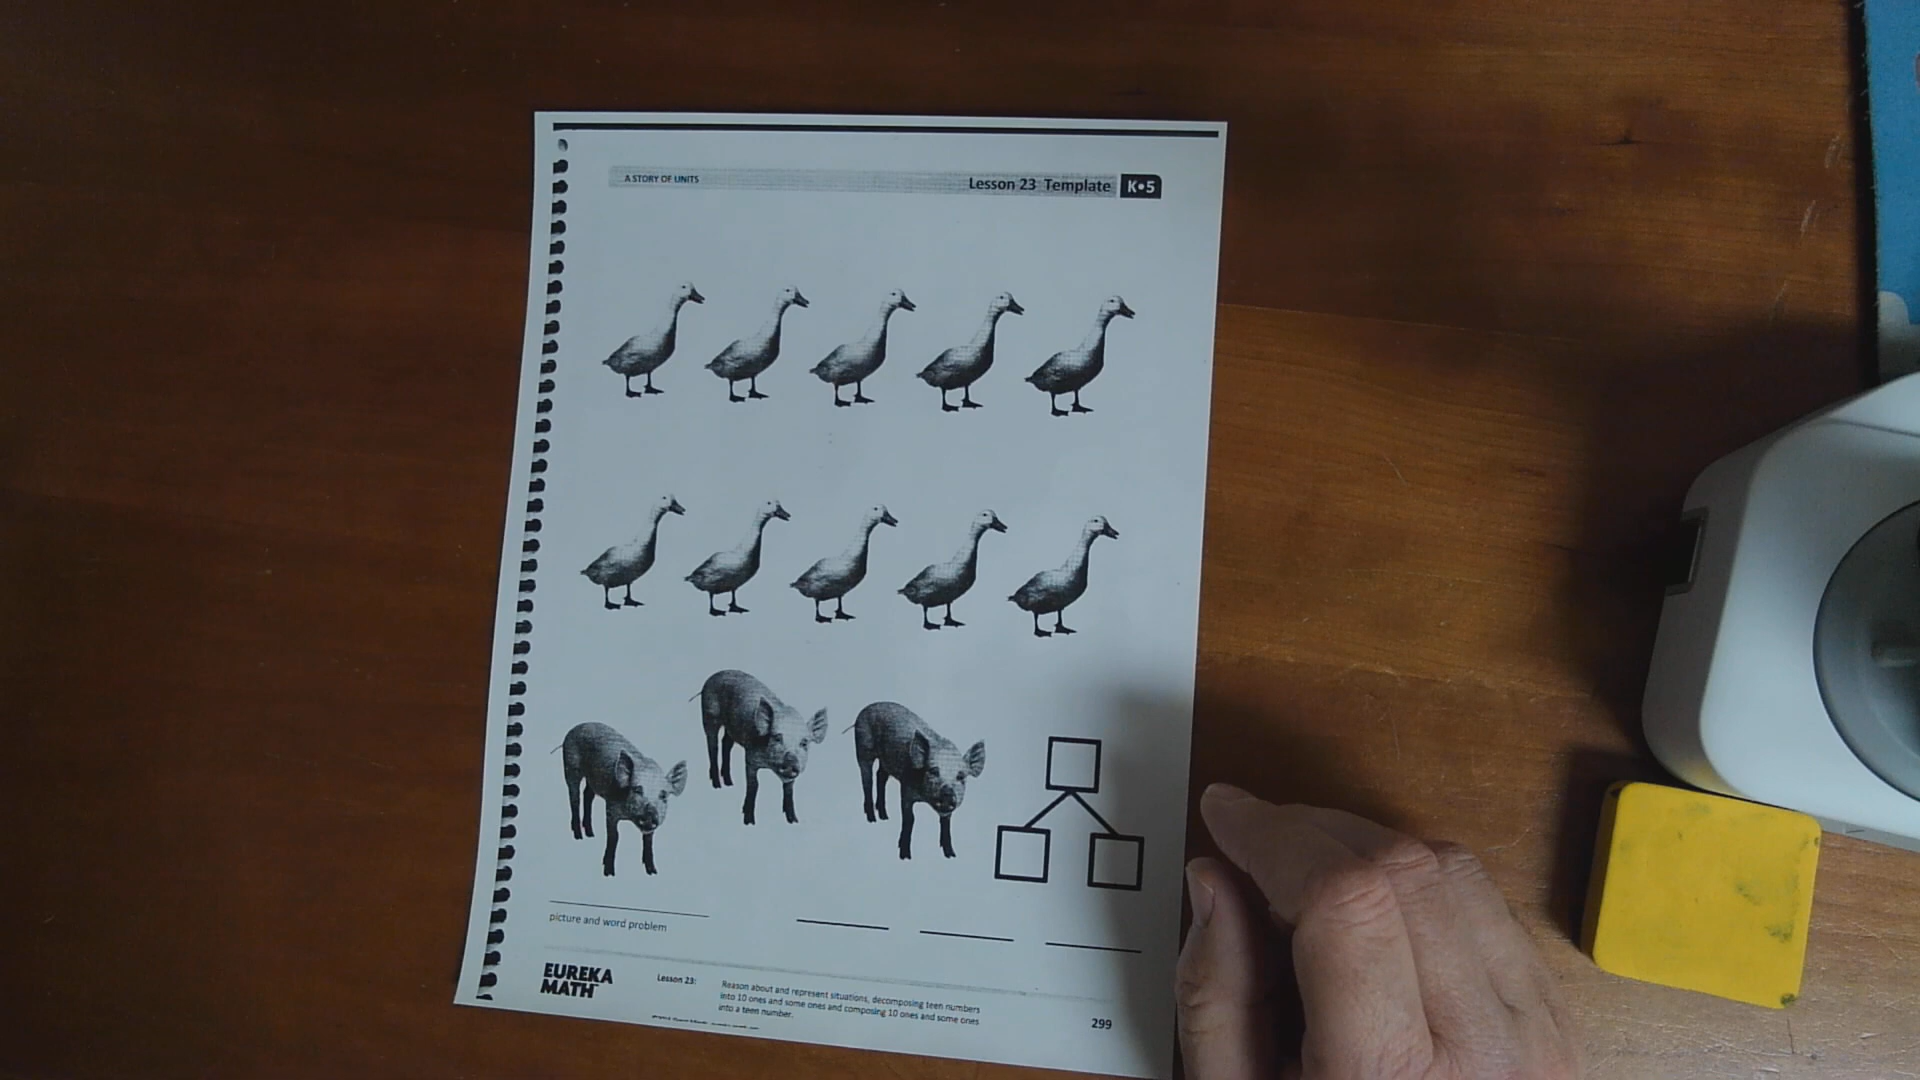 A STORY OF UNITS
Lesson 23 Template K•5
picture and word problem
EUREKA
MATH™
Lesson 23:
Reason about and represent situations, decomposing teen numbers
into 10 ones and some ones and composing 10 ones and some ones
into a teen number.
299